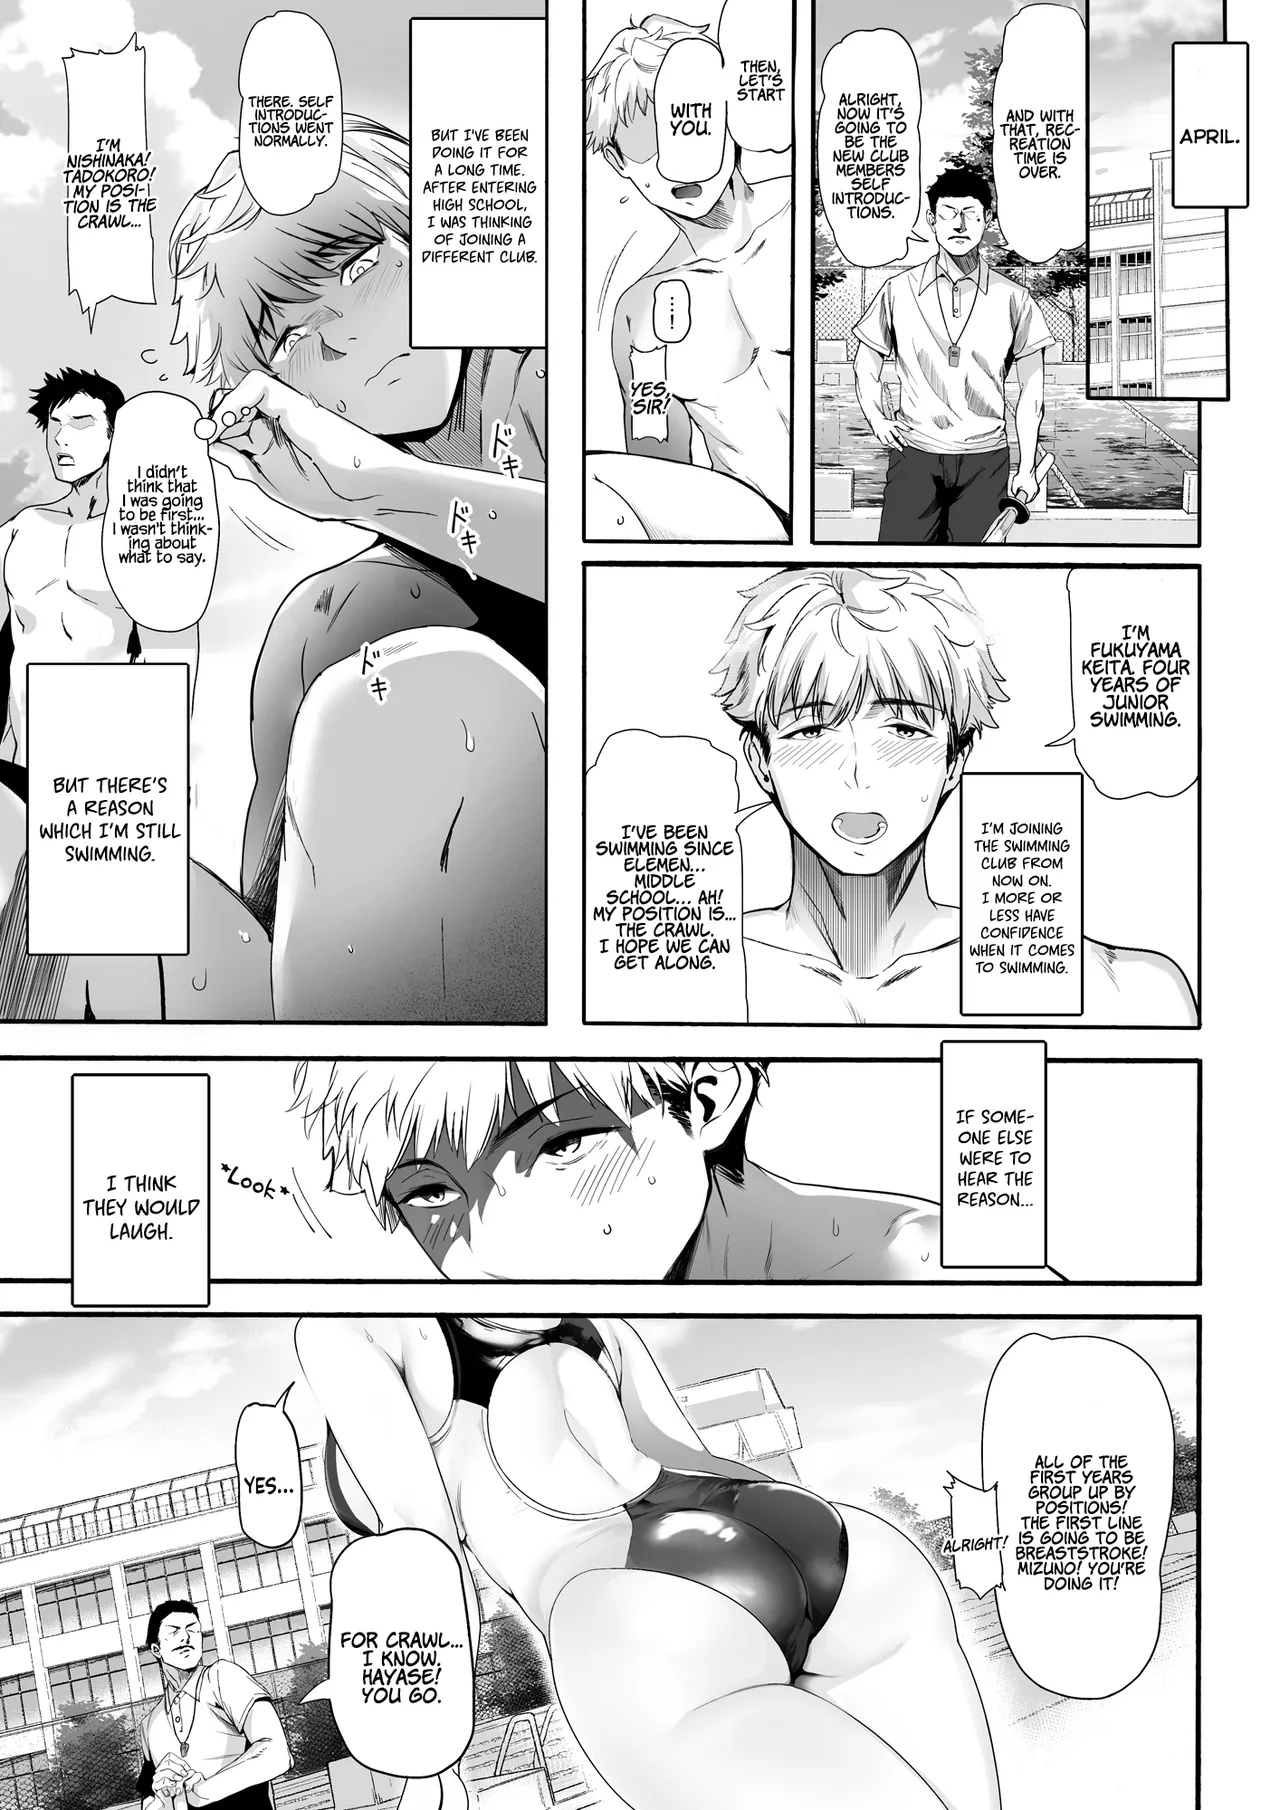 APRIL.
AND WITH
THAT, REC-
REATION
TIME IS
OVER.
ALRIGHT,
NOW IT'S
GOING TO
BE THE
NEW CLUB
MEMBERS
SELF
INTRODUC-
TIONS.
THEN,
LET'S
START
WITH
YOU.
...!
YES,
SIR!
I'M
FUKUYAMA
KEITA. FOUR
YEARS OF
JUNIOR
SWIMMING.
I'M JOINING
THE SWIMMING
CLUB FROM
NOW ON.
I MORE OR
LESS HAVE
CONFIDENCE
WHEN IT COMES
TO SWIMMING.
I'VE BEEN
SWIMMING SINCE
ELEMEN...
MIDDLE
SCHOOL... AH!
MY POSITION IS...
THE CRAWL.
I HOPE WE CAN
GET ALONG.
BUT I'VE BEEN
DOING IT FOR
A LONG TIME.
AFTER ENTERING
HIGH SCHOOL,
I WAS THINKING
OF JOINING A
DIFFERENT CLUB.
THERE. SELF
INTRODUC-
TIONS WENT
NORMALLY.
I'M
NISHINAKA!
TADOKORO!
MY POSI-
TION IS THE
CRAWL...
ドキ
ドキ
ドキ
I didn't
think that
I was going
to be first...
I wasn't think-
ing about
what to say.
BUT THERE'S
A REASON
WHICH I'M STILL
SWIMMING.
IF SOME-
ONE ELSE
WERE TO
HEAR THE
REASON...
*Look*
I THINK
THEY WOULD
LAUGH.
ALL OF THE
FIRST YEARS
GROUP UP BY
POSITIONS!
THE FIRST LINE
IS GOING TO BE
BREASTSTROKE!
MIZUNO! YOU'RE
DOING IT!
ALRIGHT!
FOR CRAWL...
I KNOW.
HAYASE!
YOU GO.
YES...